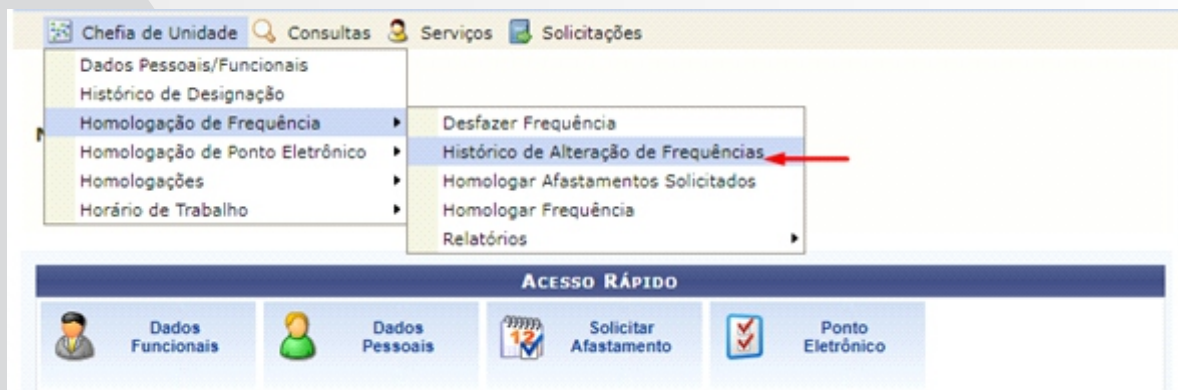 Chefia de Unidade Consultas Serviços Solicitações
Dados Pessoais/Funcionais
Histórico de Designação
Homologação de Frequência
Homologação de Ponto Eletrônico
Homologações
Horário de Trabalho
Desfazer Frequência
Histórico de Alteração de Frequências
Homologar Afastamentos Solicitados
Homologar Frequência
Relatórios
ACESSO RÁPIDO
Dados
Funcionais
Dados
Pessoais
12
Solicitar
Afastamento
Ponto
Eletrônico